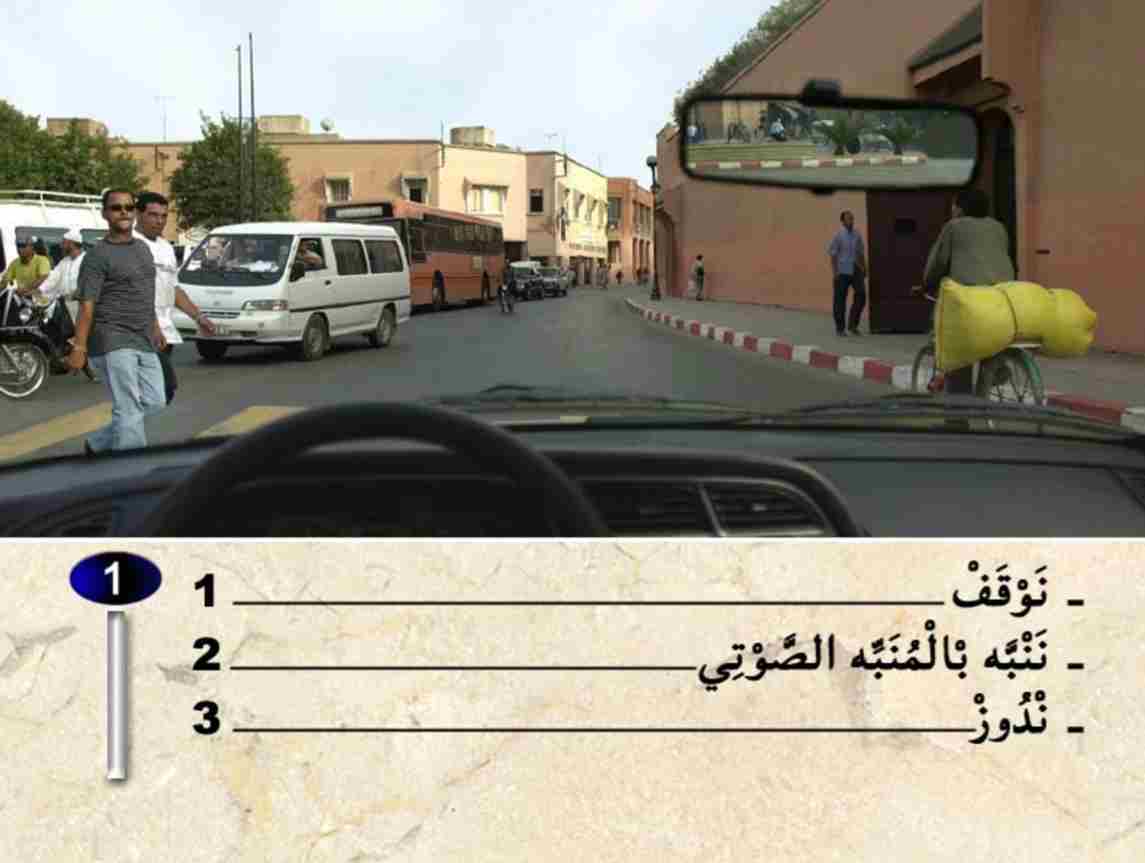 1
1 ـ نَوْقَفْ
2 ـ نَنْبَّه بْالْمُنَبِّه الصَّوْتِي
3 ـ نْدُوزْ